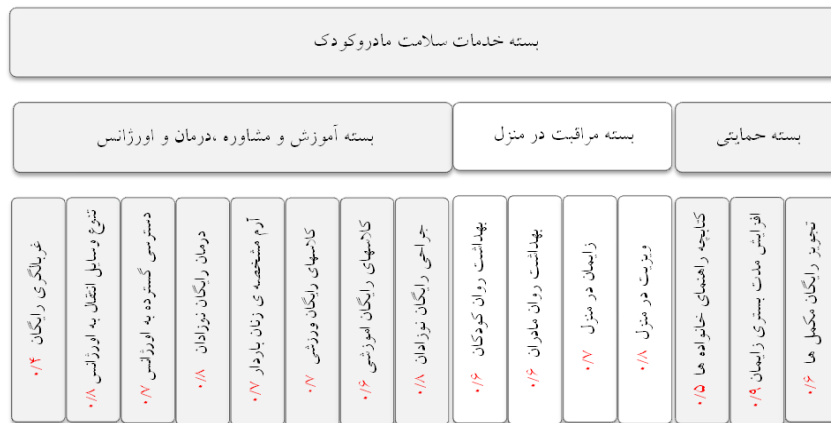 بسته خدمات سلامت مادروکودک
بسته حمایتی
بسته مراقبت در منزل
بسته آموزش و مشاوره ،درمان و اورژانس
تجویز رایگان مکمل ها ۰/۶
افزایش مدت بستری زایمان ۰/۹
کتابچه راهنمای خانواده ها ۰/۵
ویزیت در منزل ۰/۸
زایمان در منزل ۰/۷
بهداشت روان مادران ۰/۶
بهداشت روان کودکان ۰/۶
جراحی رایگان نوزادان ۰/۸
کلاسهای رایگان اموزشی ۰/۶
کلاسهای رایگان ورزشی ۰/۷
آرم مشخصه ی زنان باردار ۰/۷
درمان رایگان نوزادان ۰/۸
دسترسی گسترده به اورژانس ۰/۷
تنوع وسایل انتقال به اورژانس ۰/۸
غربالگری رایگان ۰/۴